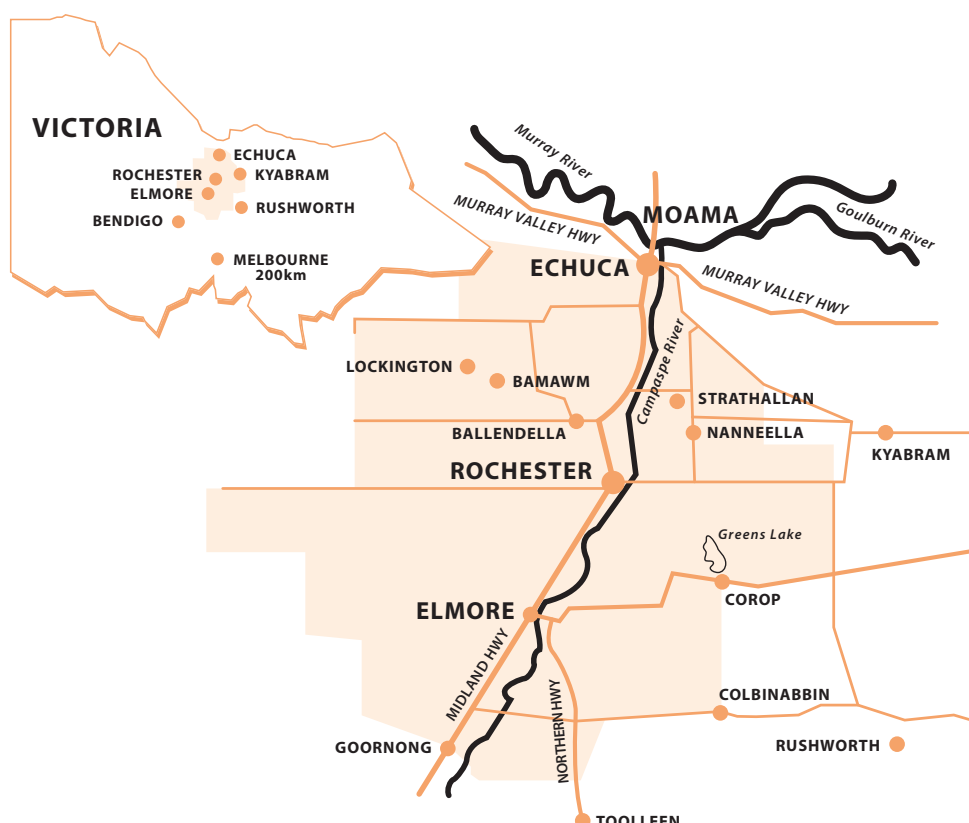 VICTORIA
ECHUCA
ROCHESTER
KYABRAM
ELMORE
RUSHWORTH
BENDIGO
MELBOURNE
200km
Murray River
MURRAY VALLEY HWY
MOAMA
Goulburn River
ECHUCA
MURRAY VALLEY HWY
Campaspe River
LOCKINGTON
BAMAWM
STRATHALLAN
BALLENDELLA
NANNEELLA
KYABRAM
ROCHESTER
Greens Lake
COROP
ELMORE
MIDLAND HWY
NORTHERN HWY
COLBINABBIN
GOORNONG
RUSHWORTH
TOOLLEEN